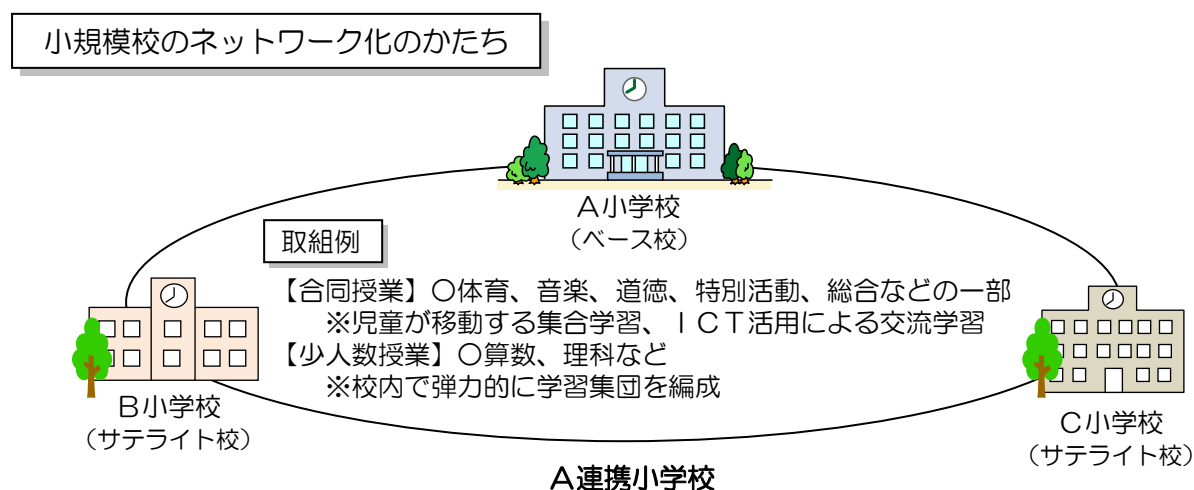 小規模校のネットワーク化のかたち
A小学校
（ベース校）
取組例
【合同授業】〇体育、音楽、道徳、特別活動、総合などの一部
※児童が移動する集合学習、ＩＣＴ活用による交流学習
【少人数授業】〇算数、理科など
※校内で弾力的に学習集団を編成
B小学校
（サテライト校）
C小学校
（サテライト校）
A連携小学校